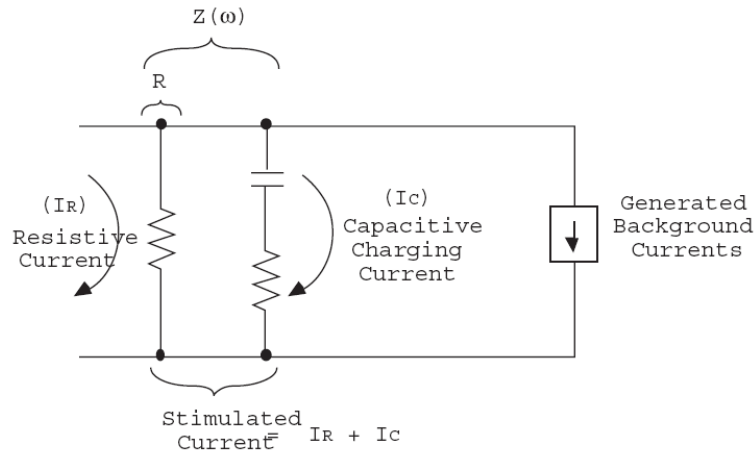 Z(ω)
R
(IR)
Resistive
Current
(IC)
Capacitive
Charging
Current
Generated
Background
Currents
Stimulated
Current = IR + IC